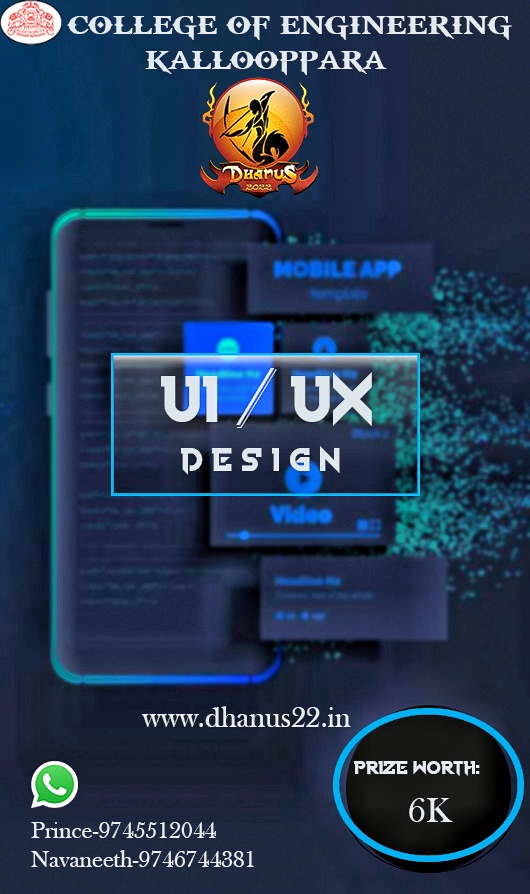 COLLEGE OF ENGINEERING
KALLOOPPARA
DHANUS
2022
MOBILE APP
Template
UI / UX
DESIGN
Video
www.dhanus22.in
PRIZE WORTH:
6K
Prince-9745512044
Navaneeth-9746744381